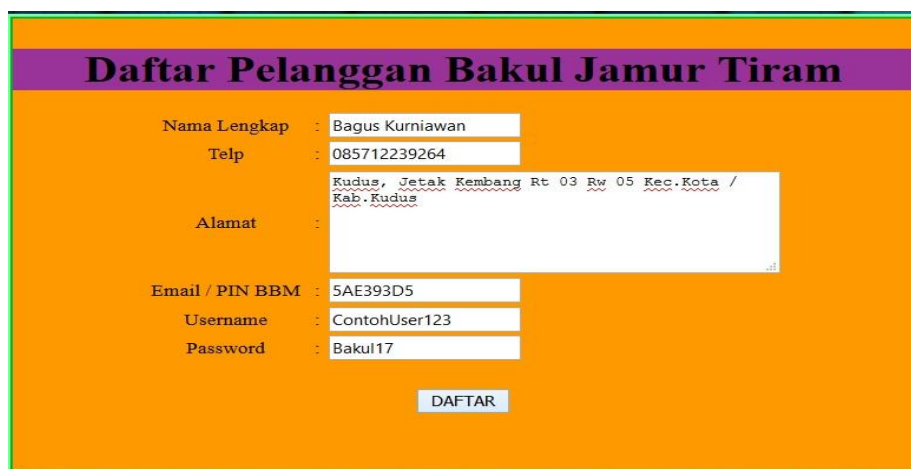 Daftar Pelanggan Bakul Jamur Tiram
Nama Lengkap : Bagus Kurniawan
Telp : 085712239264
Alamat : Kudus, Jetak Kembang Rt 03 Rw 05 Kec.Kota /
Kab.Kudus
Email / PIN BBM : 5AE393D5
Username : ContohUser123
Password : Bakul17
DAFTAR